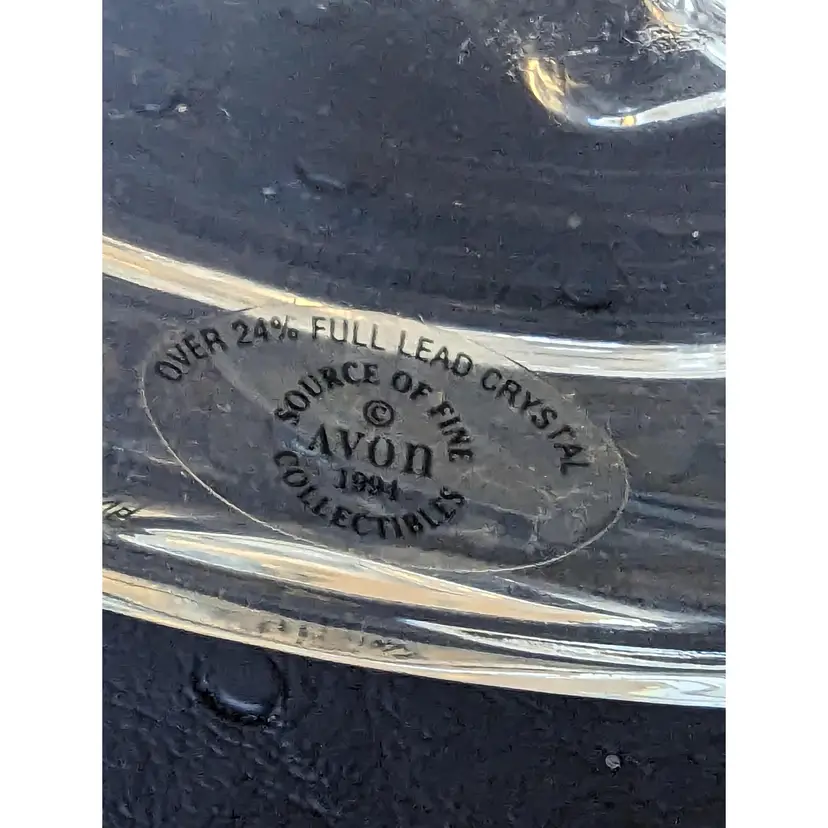 OVER 24% FULL LEAD CRYSTAL
SOURCE OF FINE
©
AVON
1994
COLLECTIBLES